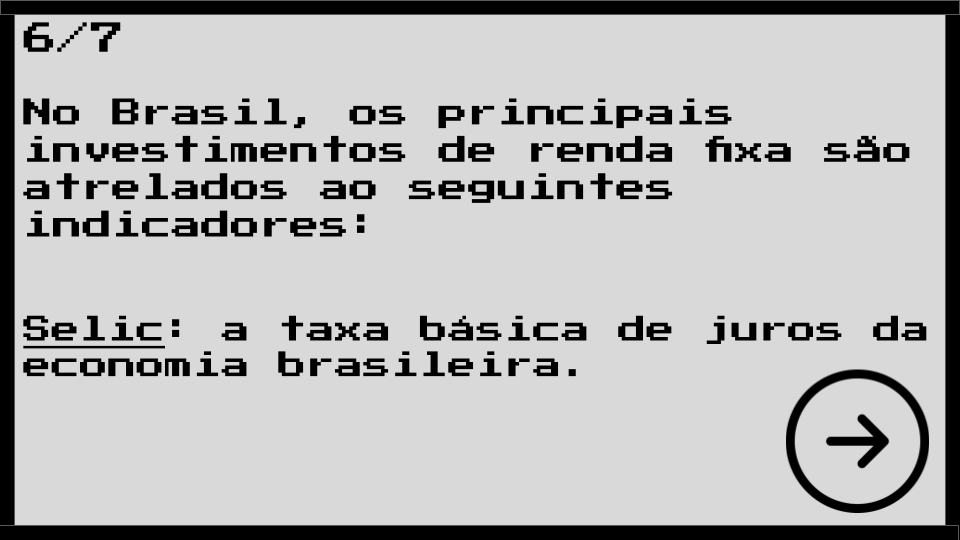 6/7
No Brasil, os principais
investimentos de renda fixa são
atrelados ao seguintes
indicadores:
Selic: a taxa básica de juros da
economia brasileira.